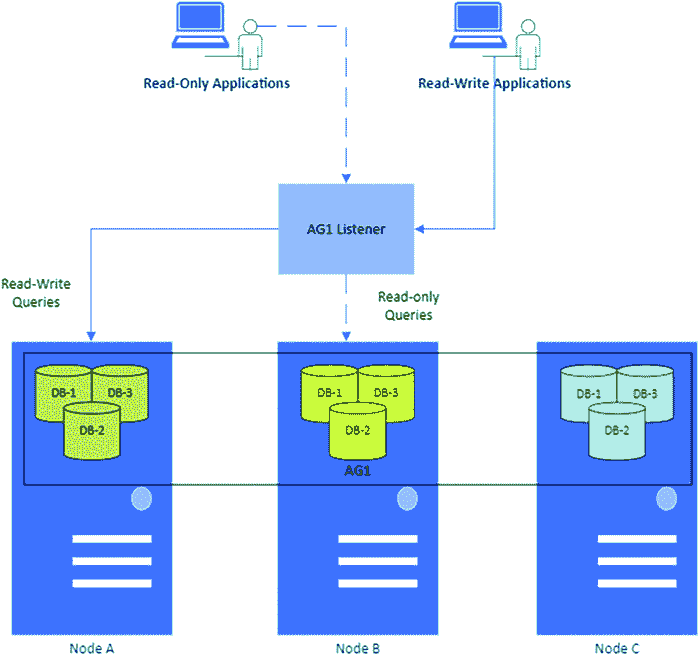 Read-Only Applications
Read-Write Applications
AG1 Listener
Read-Write
Queries
Read-only
Queries
DB-1
DB-3
DB-2
DB-1
DB-3
DB-2
DB-1
DB-3
DB-2
AG1
Node A
Node B
Node C